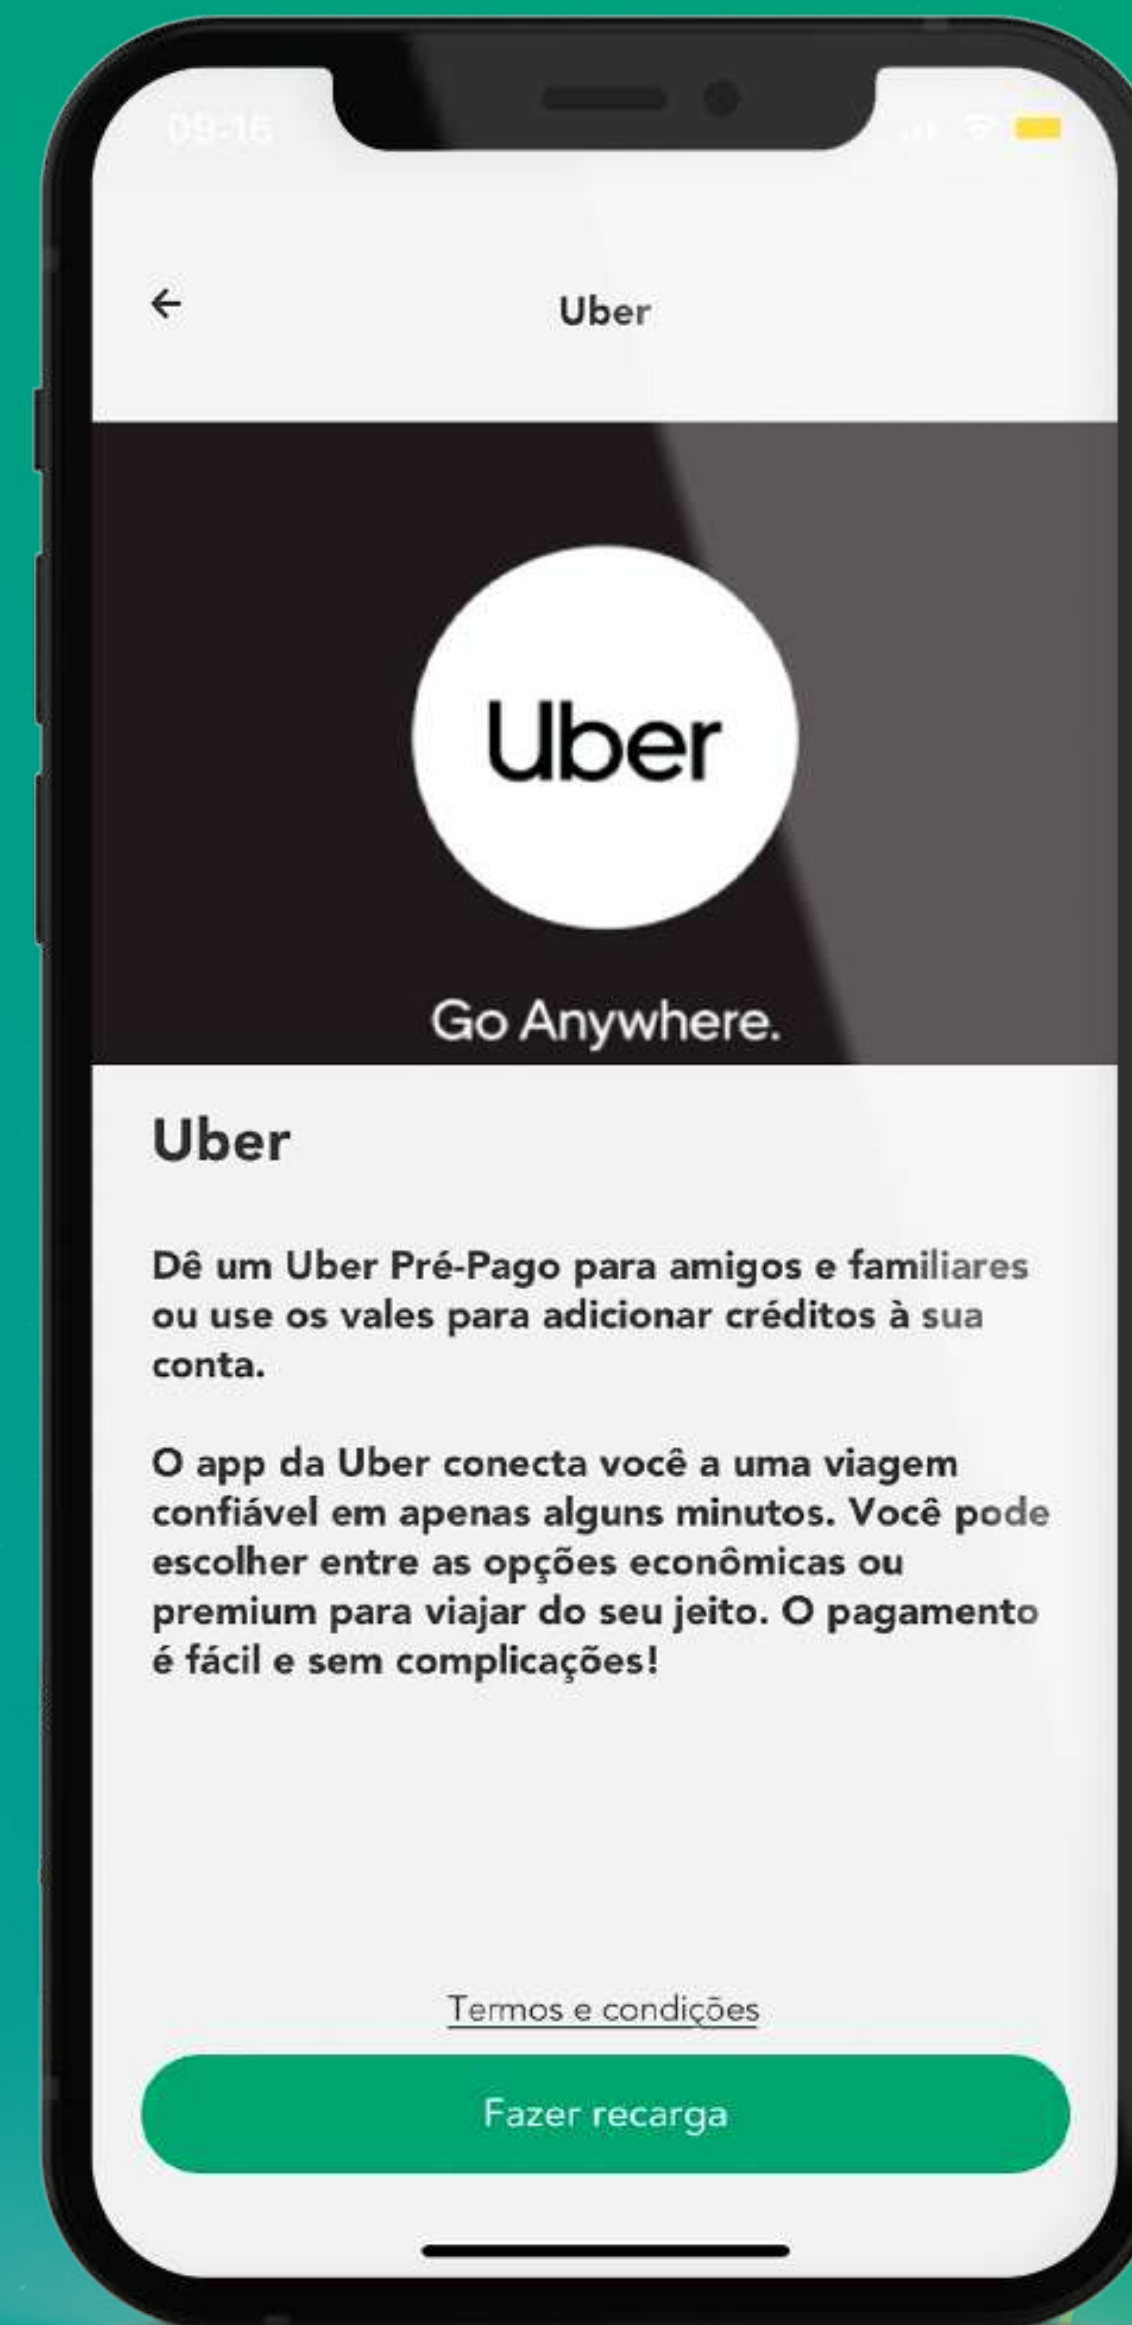 09:15
Uber
Uber
Go Anywhere.
Uber
Dê um Uber Pré-Pago para amigos e familiares
ou use os vales para adicionar créditos à sua
conta.
O app da Uber conecta você a uma viagem
confiável em apenas alguns minutos. Você pode
escolher entre as opções econômicas ou
premium para viajar do seu jeito. O pagamento
é fácil e sem complicações!
Termos e condições
Fazer recarga